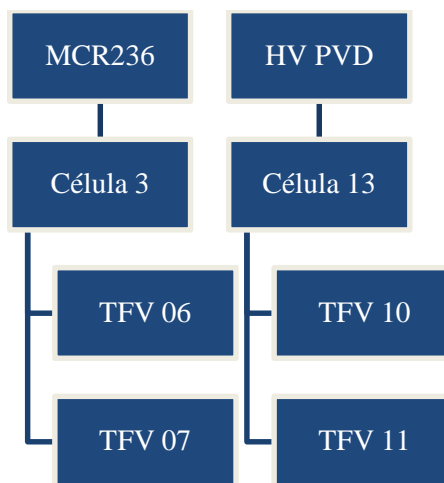 MCR236
HV PVD
Célula 3
Célula 13
TFV 06
TFV 10
TFV 07
TFV 11